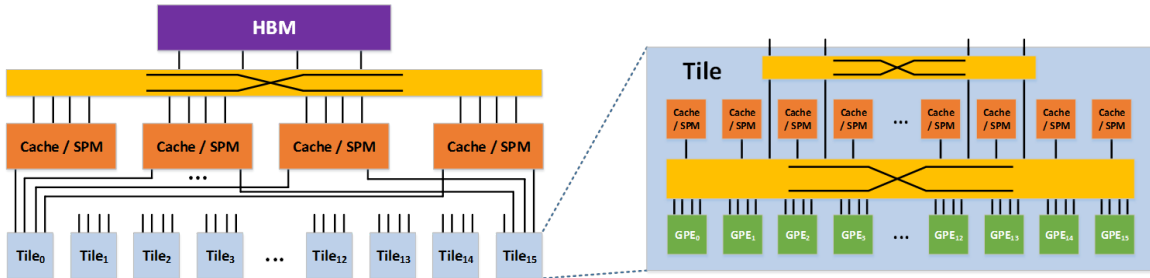 HBM
Cache / SPM Cache / SPM Cache / SPM Cache / SPM
...
Tile0 Tile1 Tile2 Tile3 ... Tile12 Tile13 Tile14 Tile15
Tile
Cache / SPM Cache / SPM Cache / SPM Cache / SPM ... Cache / SPM Cache / SPM Cache / SPM Cache / SPM
GPE0 GPE1 GPE2 GPE3 ... GPE12 GPE13 GPE14 GPE15